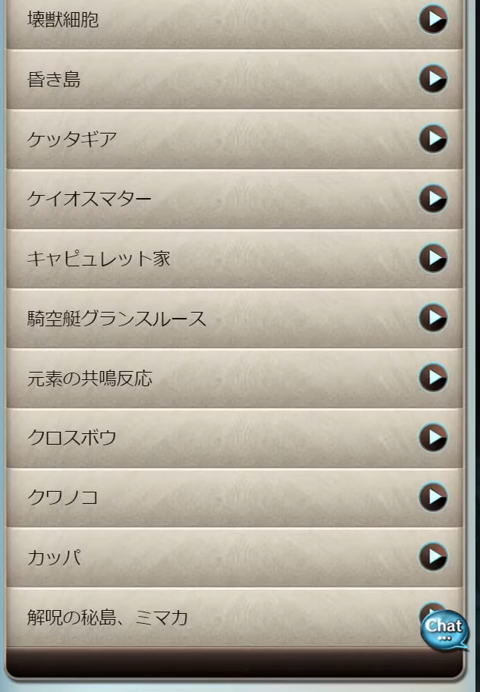 壊獣細胞
昏き島
ケッタギア
ケイオスマター
キャピュレット家
騎空艇グランスルース
元素の共鳴反応
クロスボウ
クワノコ
カッパ
解呪の秘島、ミマカ
Chat